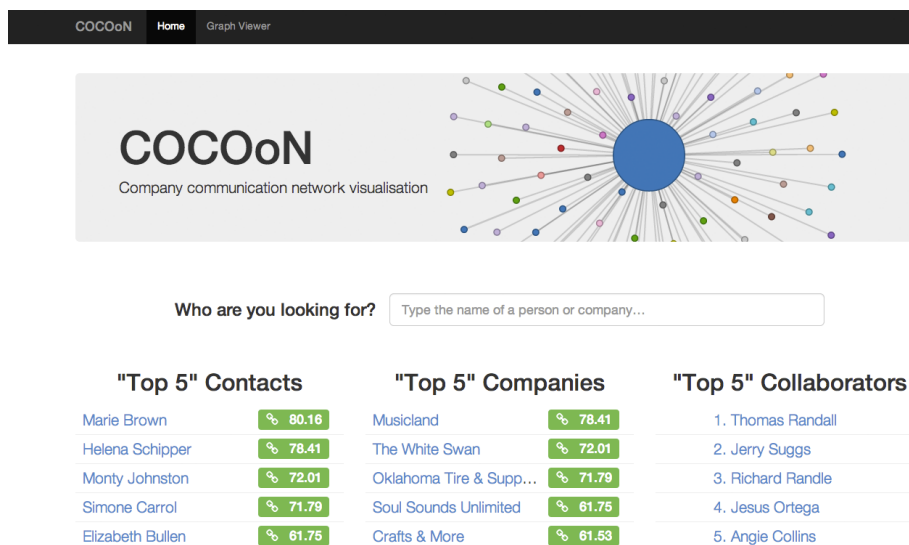 COCOoN Home Graph Viewer
COCOoN
Company communication network visualisation
Who are you looking for? Type the name of a person or company...
"Top 5" Contacts
Marie Brown 80.16
Helena Schipper 78.41
Monty Johnston 72.01
Simone Carrol 71.79
Elizabeth Bullen 61.75
"Top 5" Companies
Musicland 78.41
The White Swan 72.01
Oklahoma Tire & Supp... 71.79
Soul Sounds Unlimited 61.75
Crafts & More 61.53
"Top 5" Collaborators
1. Thomas Randall
2. Jerry Suggs
3. Richard Randle
4. Jesus Ortega
5. Angie Collins